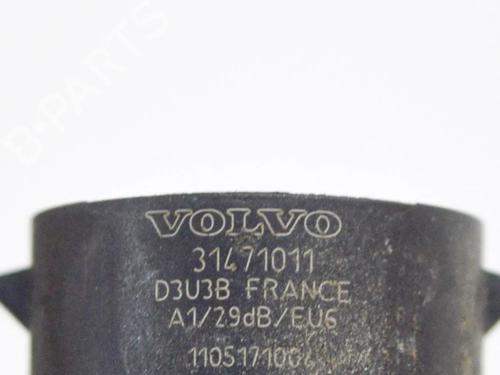 B-PARTS
VOLVO
31471011
D3U3B FRANCE
A1/29dB/EU6